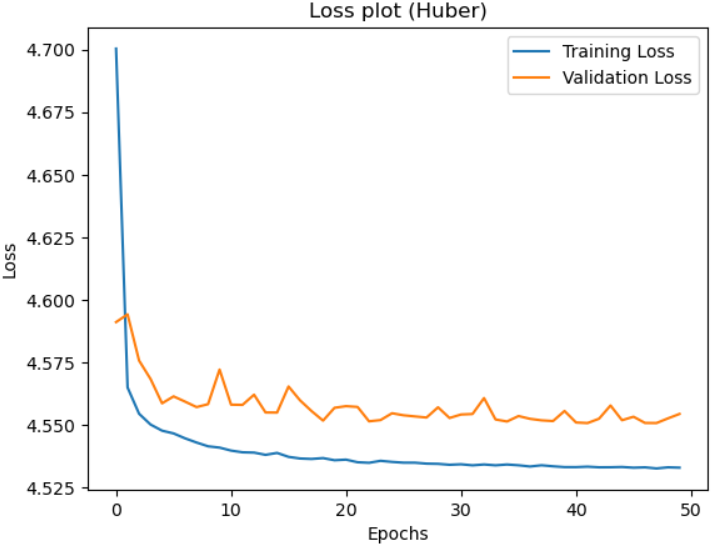 Loss plot (Huber)
Training Loss
Validation Loss
4.700
4.675
4.650
4.625
4.600
4.575
4.550
4.525
Loss
0 10 20 30 40 50
Epochs